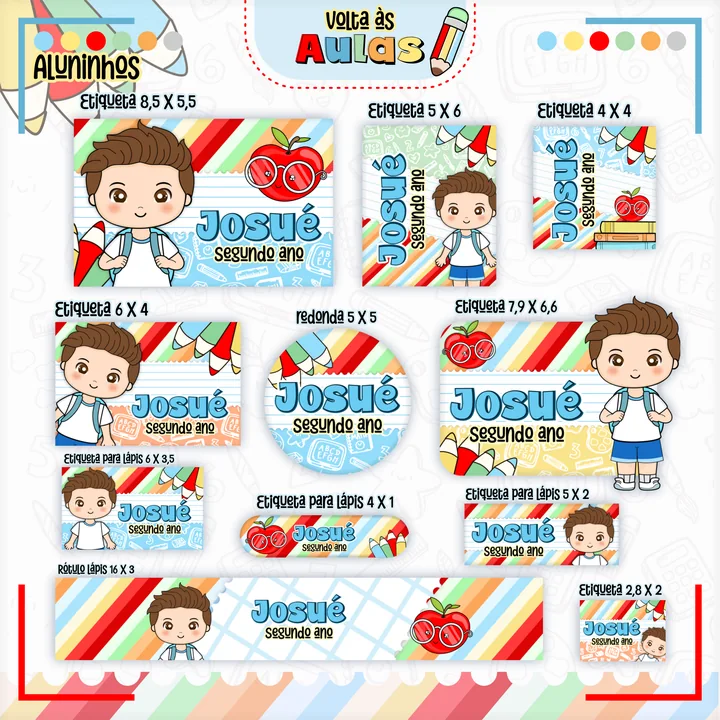 Volta às
Aulas
Aluninhos
Etiqueta 8,5 X 5,5
Josué
Segundo ano
Etiqueta 5 X 6
Josué
Segundo ano
Etiqueta 4 X 4
Josué
Segundo ano
Etiqueta 6 X 4
Josué
Segundo ano
redonda 5 X 5
Josué
Segundo ano
Etiqueta 7,9 X 6,6
Josué
Segundo ano
Etiqueta para lápis 6 X 3,5
Josué
Segundo ano
Etiqueta para lápis 4 X 1
Josué
Segundo ano
Etiqueta para lápis 5 X 2
Josué
Segundo ano
Rótulo lápis 16 X 3
Josué
Segundo ano
Etiqueta 2,8 X 2
Josué
Segundo ano